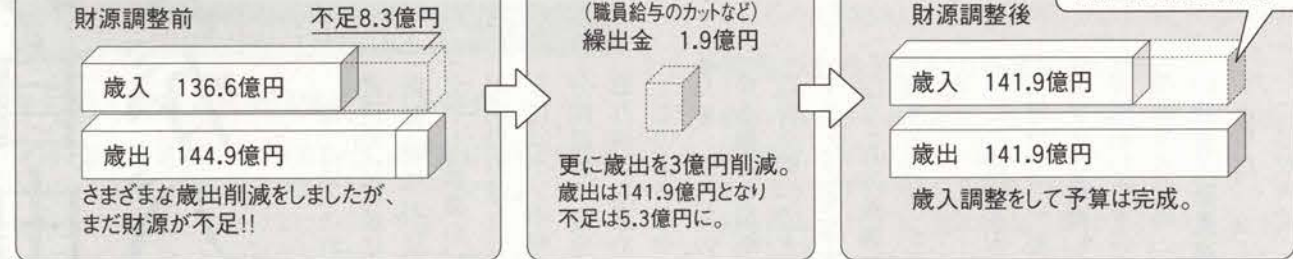 財源調整前
不足8.3億円
歳入 136.6億円
歳出 144.9億円
さまざまな歳出削減をしましたが、
まだ財源が不足!!
(職員給与のカットなど)
繰出金 1.9億円
更に歳出を3億円削減。
歳出は141.9億円となり
不足は5.3億円に。
財源調整後
歳入 141.9億円
歳出 141.9億円
歳入調整をして予算は完成。